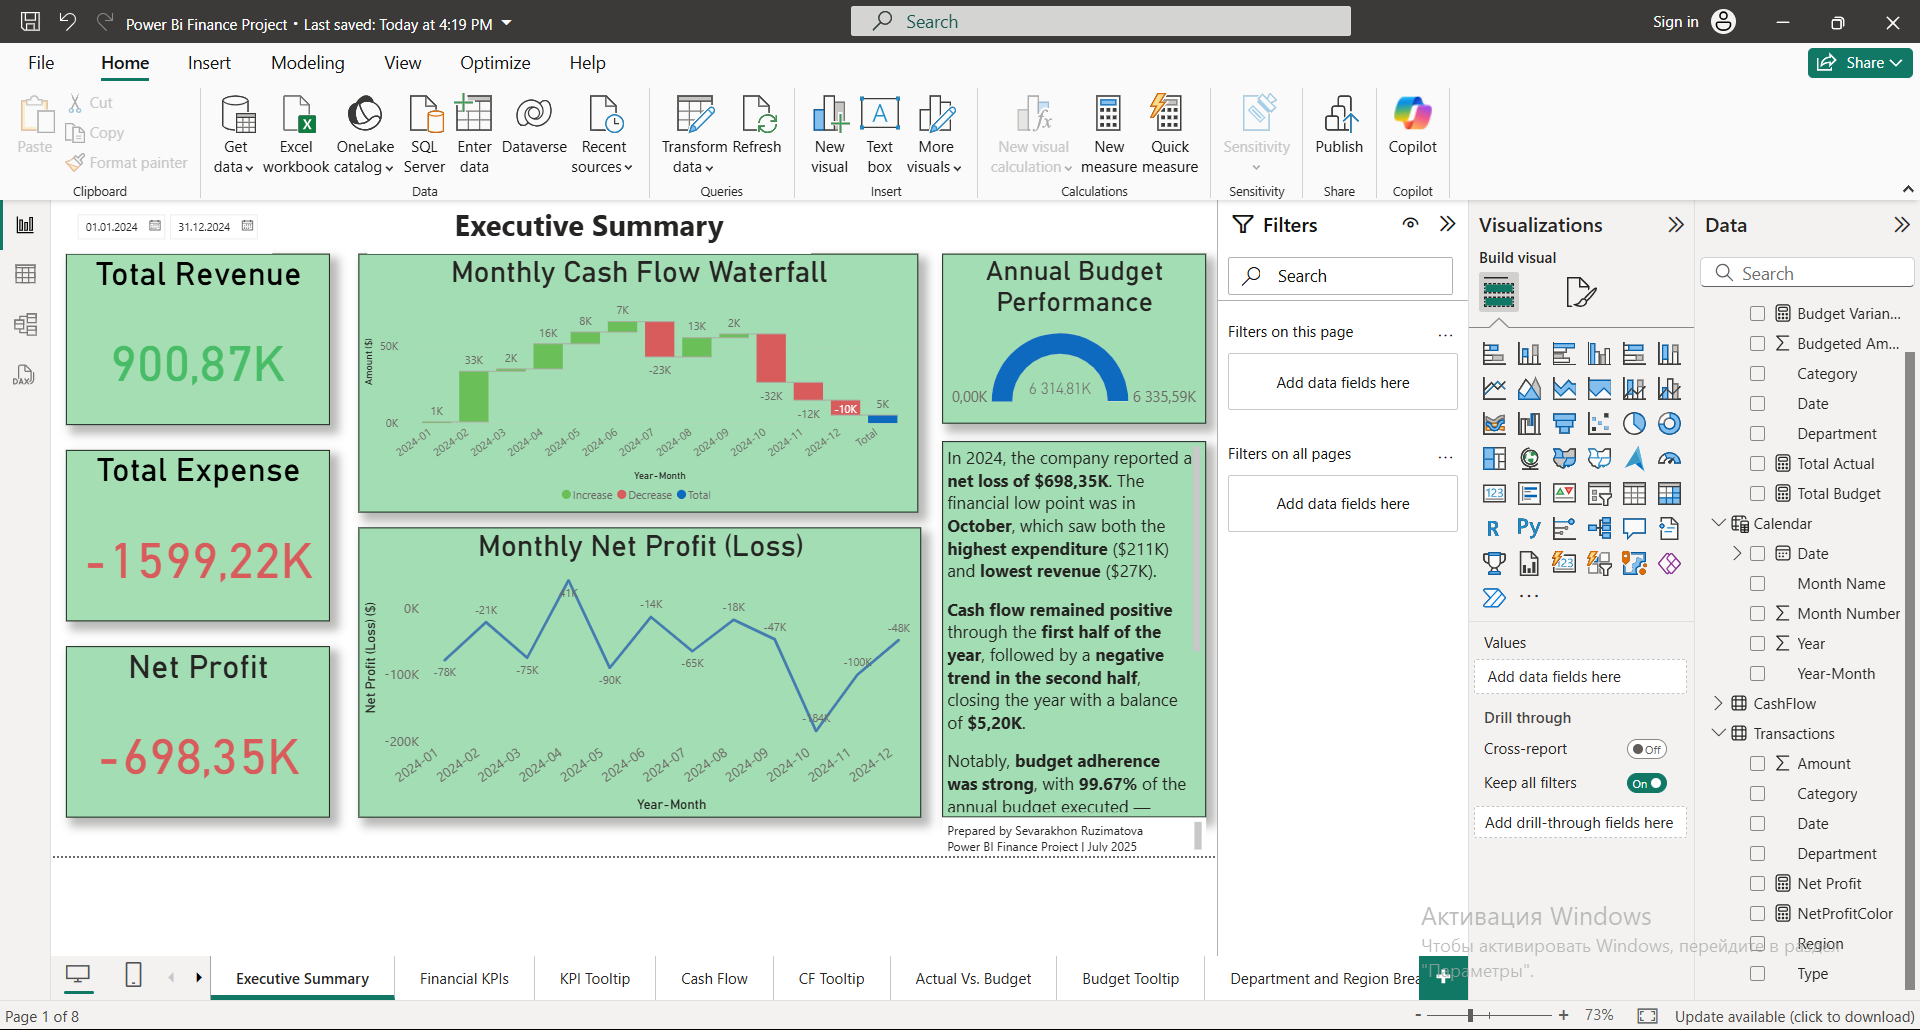 Power Bi Finance Project • Last saved: Today at 4:19 PM
Search
Sign in
File
Home
Insert
Modeling
View
Optimize
Help
Share
Paste
Cut
Copy
Format painter
Clipboard
Get data
Excel workbook
OneLake catalog
SQL Server
Enter data
Dataverse
Recent sources
Data
Transform data
Refresh
Queries
New visual
Text box
More visuals
Insert
New visual calculation
New measure
Quick measure
Calculations
Sensitivity
Sensitivity
Publish
Share
Copilot
Copilot
01.01.2024
31.12.2024
Executive Summary
Total Revenue
900,87K
Total Expense
-1599,22K
Net Profit
-698,35K
Monthly Cash Flow Waterfall
Amount ($)
50K
0K
1K
33K
2K
16K
8K
7K
-23K
13K
2K
-32K
-12K
-10K
5K
2024-01
2024-02
2024-03
2024-04
2024-05
2024-06
2024-07
2024-08
2024-09
2024-10
2024-11
2024-12
Total
Year-Month
Increase
Decrease
Total
Monthly Net Profit (Loss)
Net Profit (Loss) ($)
0K
-100K
-200K
-78K
-21K
-75K
41K
-90K
-14K
-65K
-18K
-47K
-184K
-100K
-48K
2024-01
2024-02
2024-03
2024-04
2024-05
2024-06
2024-07
2024-08
2024-09
2024-10
2024-11
2024-12
Year-Month
Annual Budget
Performance
0,00K
6 314,81K
6 335,59K
In 2024, the company reported a
net loss of $698,35K. The
financial low point was in
October, which saw both the
highest expenditure ($211K)
and lowest revenue ($27K).
Cash flow remained positive
through the first half of the
year, followed by a negative
trend in the second half,
closing the year with a balance
of $5,20K.
Notably, budget adherence
was strong, with 99.67% of the
annual budget executed —
Prepared by Sevarakhon Ruzimatova
Power BI Finance Project | July 2025
Filters
Search
Filters on this page
...
Add data fields here
Filters on all pages
...
Add data fields here
Visualizations
Build visual
123
R
Py
123
...
Values
Add data fields here
Drill through
Cross-report
Off
Keep all filters
On
Add drill-through fields here
Data
Search
Budget Varian...
Budgeted Am...
Category
Date
Department
Total Actual
Total Budget
Calendar
Date
Month Name
Month Number
Year
Year-Month
CashFlow
Transactions
Amount
Category
Date
Department
Net Profit
NetProfitColor
Region
Type
DAX
Активация Windows
Чтобы активировать Windows, перейдите в раздел
"Параметры".
Executive Summary
Financial KPIs
KPI Tooltip
Cash Flow
CF Tooltip
Actual Vs. Budget
Budget Tooltip
Department and Region Brea
Page 1 of 8
- + 73%
Update available (click to download)